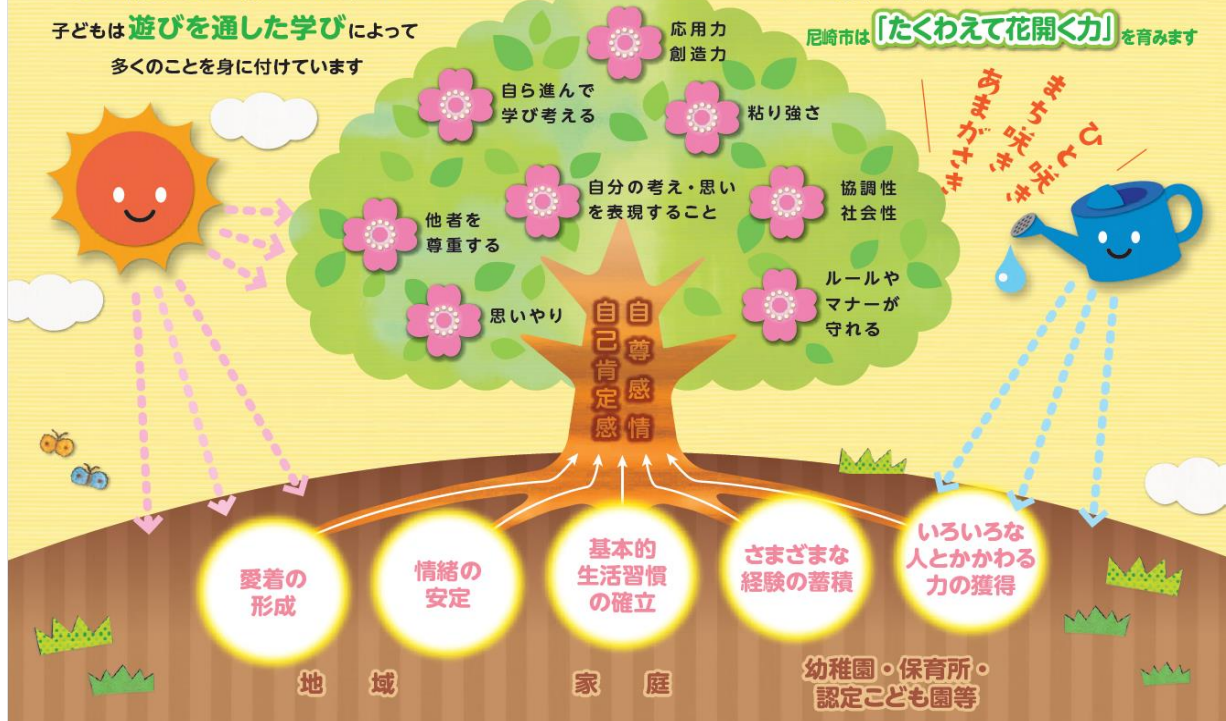 子どもは遊びを通した学びによって
多くのことを身に付けています
尼崎市は「たくわえて花開く力」を育みます
ひと咲き
まち咲き
あまがさき
応用力
創造力
自ら進んで
学び考える
粘り強さ
自分の考え・思い
を表現すること
協調性
社会性
他者を
尊重する
思いやり
ルールや
マナーが
守れる
自尊感情
自己肯定感
愛着の
形成
情緒の
安定
基本的
生活習慣
の確立
さまざまな
経験の蓄積
いろいろな
人とかかわる
力の獲得
地域
家庭
幼稚園・保育所・
認定こども園等